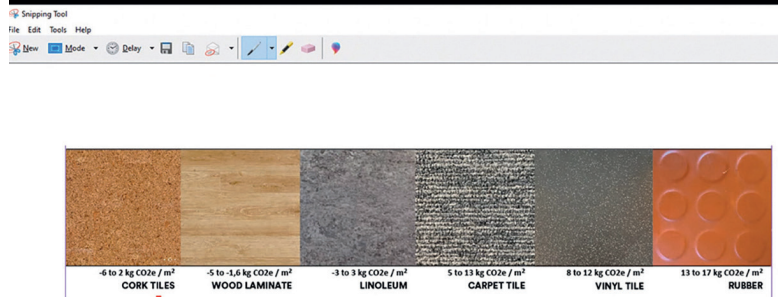 Snipping Tool
File Edit Tools Help
New Mode Delay
-6 to 2 kg CO2e / m²
CORK TILES
-5 to -1,6 kg CO2e / m²
WOOD LAMINATE
-3 to 3 kg CO2e / m²
LINOLEUM
5 to 13 kg CO2e / m²
CARPET TILE
8 to 12 kg CO2e / m²
VINYL TILE
13 to 17 kg CO2e / m²
RUBBER